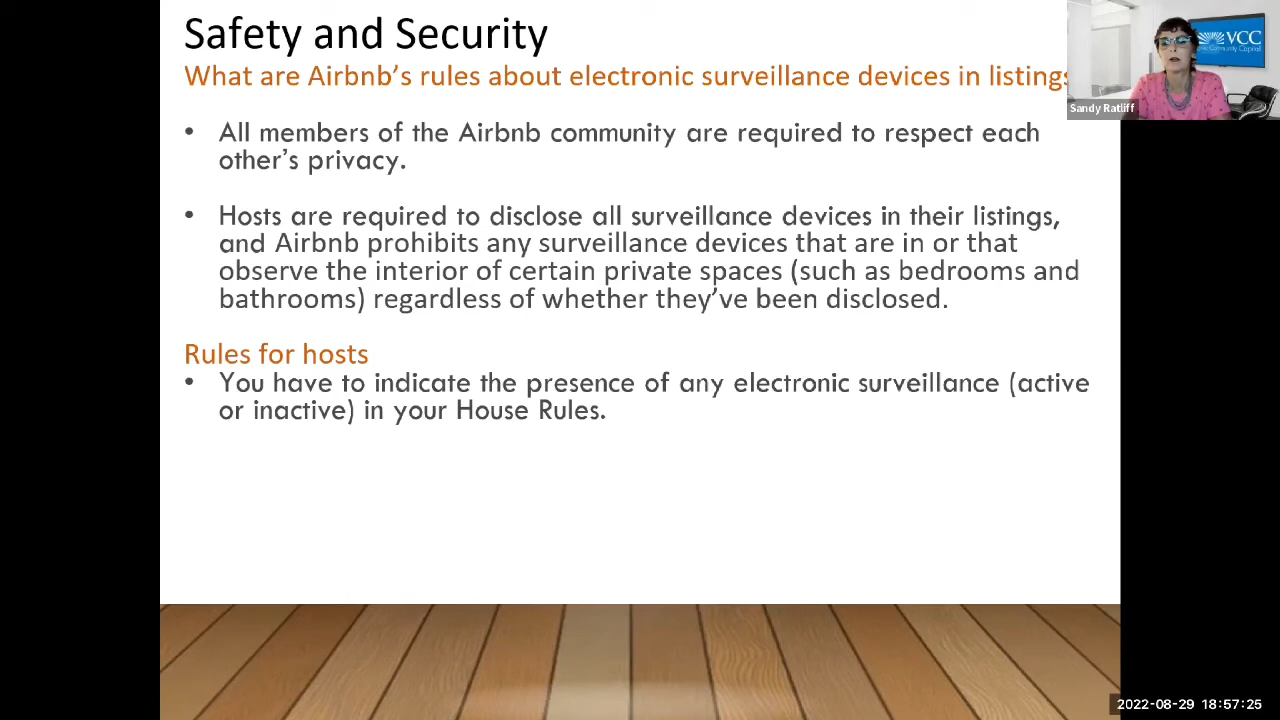 Safety and Security
What are Airbnb's rules about electronic surveillance devices in listings
• All members of the Airbnb community are required to respect each
other's privacy.
• Hosts are required to disclose all surveillance devices in their listings,
and Airbnb prohibits any surveillance devices that are in or that
observe the interior of certain private spaces (such as bedrooms and
bathrooms) regardless of whether they've been disclosed.
Rules for hosts
• You have to indicate the presence of any electronic surveillance (active
or inactive) in your House Rules.
VCC
Community Capital
Sandy Ratliff
2022-08-29 18:57:25